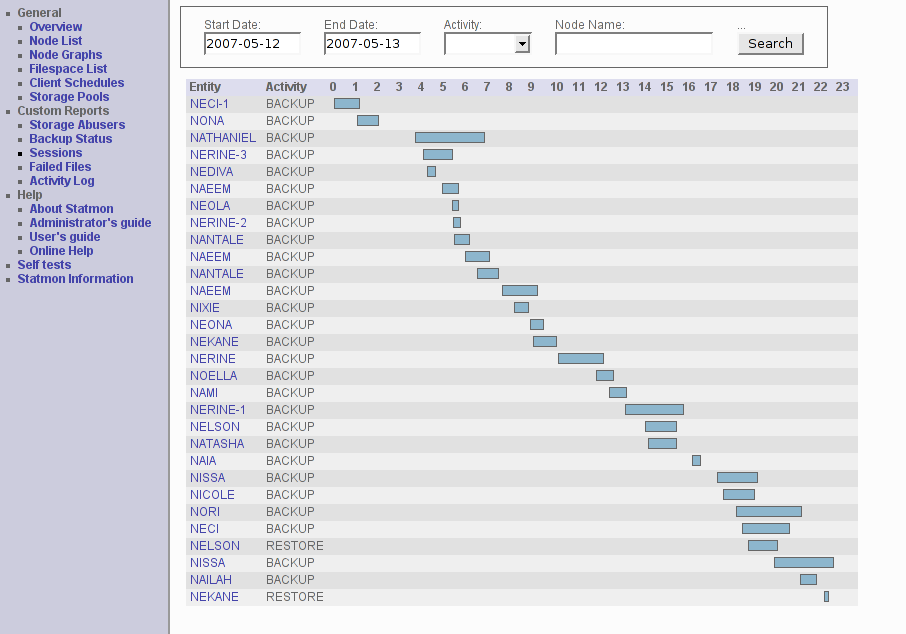 General
Overview
Node List
Node Graphs
Filespace List
Client Schedules
Storage Pools
Custom Reports
Storage Abusers
Backup Status
Sessions
Failed Files
Activity Log
Help
About Statmon
Administrator's guide
User's guide
Online Help
Self tests
Statmon Information
Start Date: End Date: Activity: Node Name: ...
2007-05-12 2007-05-13 Search
Entity Activity 0 1 2 3 4 5 6 7 8 9 10 11 12 13 14 15 16 17 18 19 20 21 22 23
NECI-1 BACKUP
NONA BACKUP
NATHANIEL BACKUP
NERINE-3 BACKUP
NEDIVA BACKUP
NAEEM BACKUP
NEOLA BACKUP
NERINE-2 BACKUP
NANTALE BACKUP
NAEEM BACKUP
NANTALE BACKUP
NAEEM BACKUP
NIXIE BACKUP
NEONA BACKUP
NEKANE BACKUP
NERINE BACKUP
NOELLA BACKUP
NAMI BACKUP
NERINE-1 BACKUP
NELSON BACKUP
NATASHA BACKUP
NAIA BACKUP
NISSA BACKUP
NICOLE BACKUP
NORI BACKUP
NECI BACKUP
NELSON RESTORE
NISSA BACKUP
NAILAH BACKUP
NEKANE RESTORE